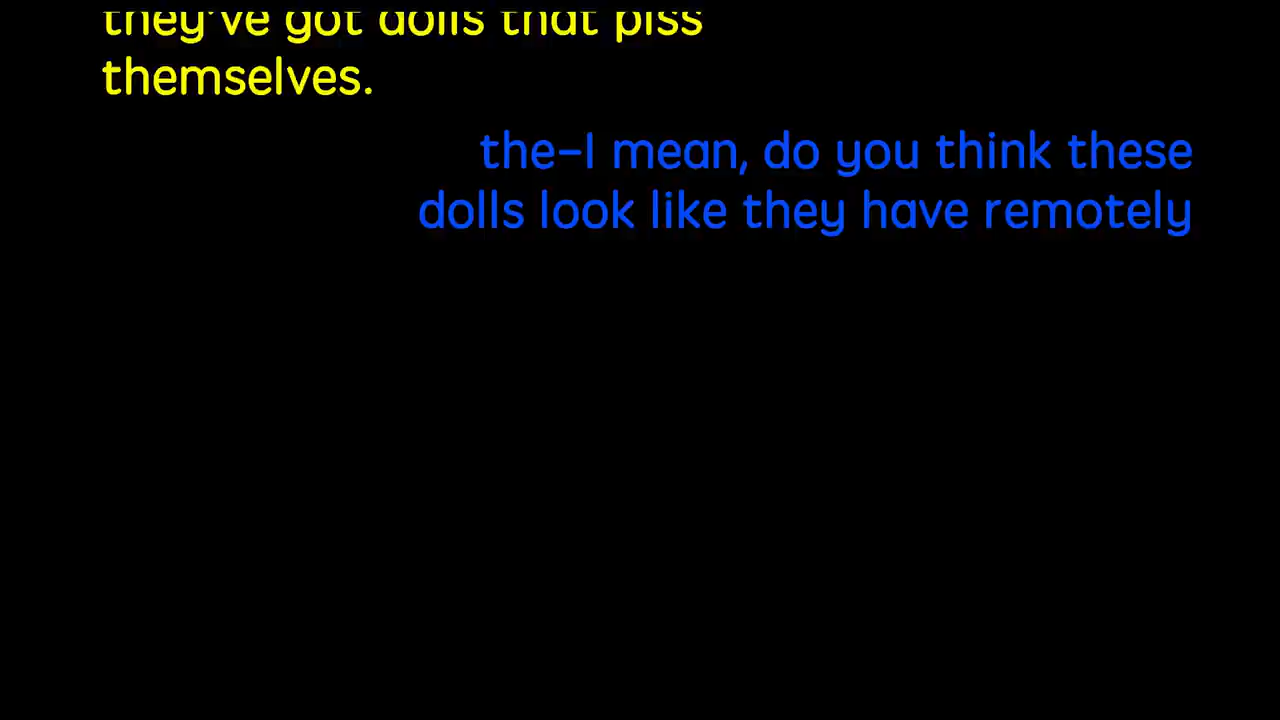 they've got dolls that piss
themselves.
the-I mean, do you think these
dolls look like they have remotely